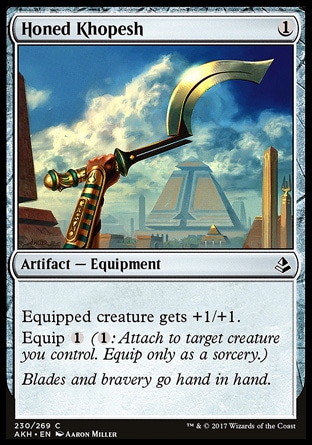 Honed Khopesh 1
Artifact — Equipment
Equipped creature gets +1/+1.
Equip 1 (1: Attach to target creature
you control. Equip only as a sorcery.)
Blades and bravery go hand in hand.
230/269 C
AKH • EN Aaron Miller
™ & © 2017 Wizards of the Coast